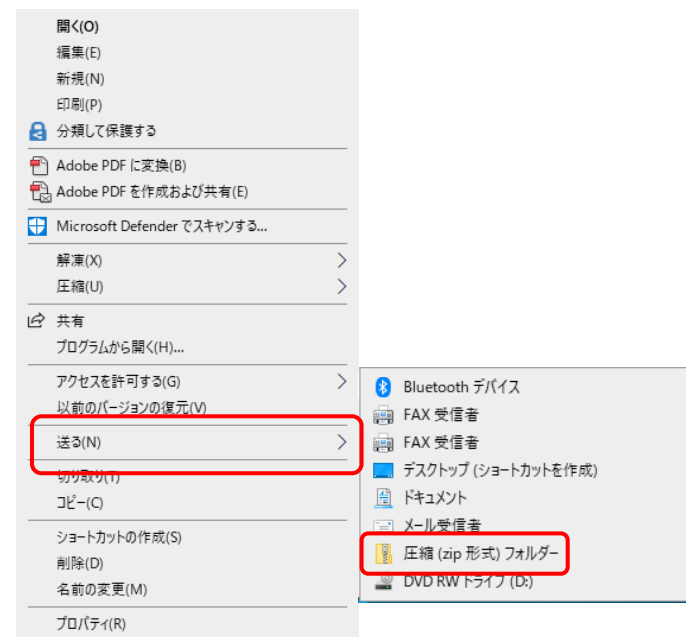 開く(O)
編集(E)
新規(N)
印刷(P)
分類して保護する
Adobe PDF に変換(B)
Adobe PDF を作成および共有(E)
Microsoft Defender でスキャンする...
解凍(X)
圧縮(U)
共有
プログラムから開く(H)...
アクセスを許可する(G)
以前のバージョンの復元(V)
送る(N)
切り取り(T)
コピー(C)
ショートカットの作成(S)
削除(D)
名前の変更(M)
プロパティ(R)
Bluetooth デバイス
FAX 受信者
FAX 受信者
デスクトップ (ショートカットを作成)
ドキュメント
メール受信者
圧縮 (zip 形式) フォルダー
DVD RW ドライブ (D:)